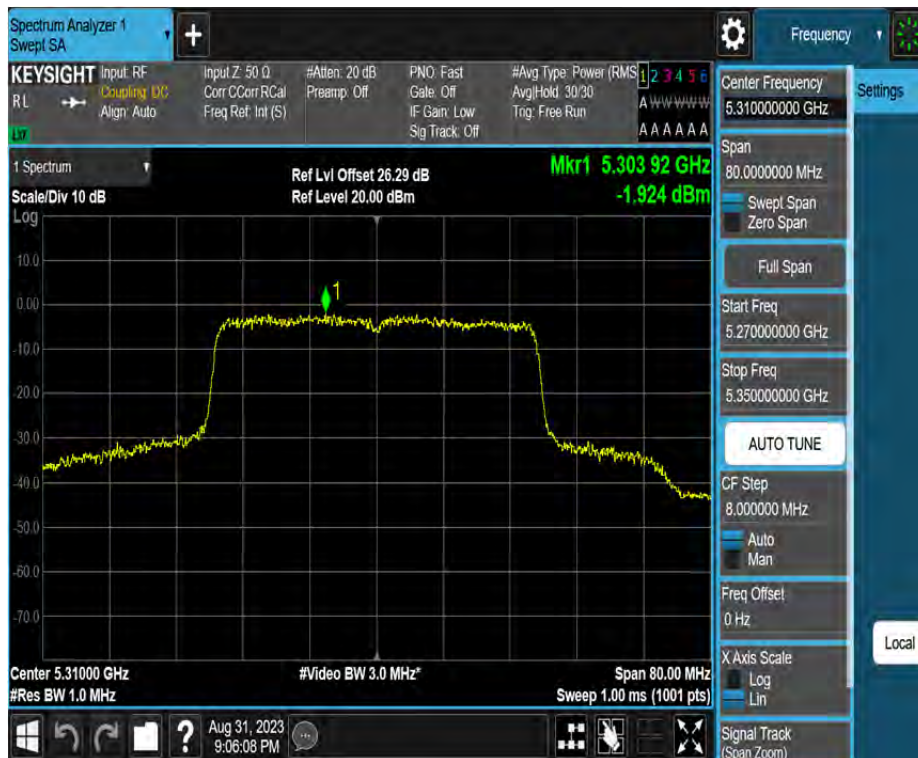 Spectrum Analyzer 1
Swept SA
+
Frequency
KEYSIGHT
RL
LXI
Input: RF
Coupling: DC
Align: Auto
Input Z: 50 Ω
Corr CCorr RCal
Freq Ref: Int (S)
#Atten: 20 dB
Preamp: Off
PNO: Fast
Gate: Off
IF Gain: Low
Sig Track: Off
#Avg Type: Power (RMS
Avg|Hold: 30/30
Trig: Free Run
1 2 3 4 5 6
A W W W W W
A A A A A A
1 Spectrum
Scale/Div 10 dB
Ref Lvl Offset 26.29 dB
Ref Level 20.00 dBm
Mkr1 5.303 92 GHz
-1.924 dBm
Log
10.0
0.00
-10.0
-20.0
-30.0
-40.0
-50.0
-60.0
-70.0
1
Center 5.31000 GHz
#Res BW 1.0 MHz
#Video BW 3.0 MHz*
Span 80.00 MHz
Sweep 1.00 ms (1001 pts)
?
Aug 31, 2023
9:06:08 PM
Center Frequency
5.310000000 GHz
Span
80.0000000 MHz
Swept Span
Zero Span
Full Span
Start Freq
5.270000000 GHz
Stop Freq
5.350000000 GHz
AUTO TUNE
CF Step
8.000000 MHz
Auto
Man
Freq Offset
0 Hz
X Axis Scale
Log
Lin
Signal Track
(Span Zoom)
Settings
Local